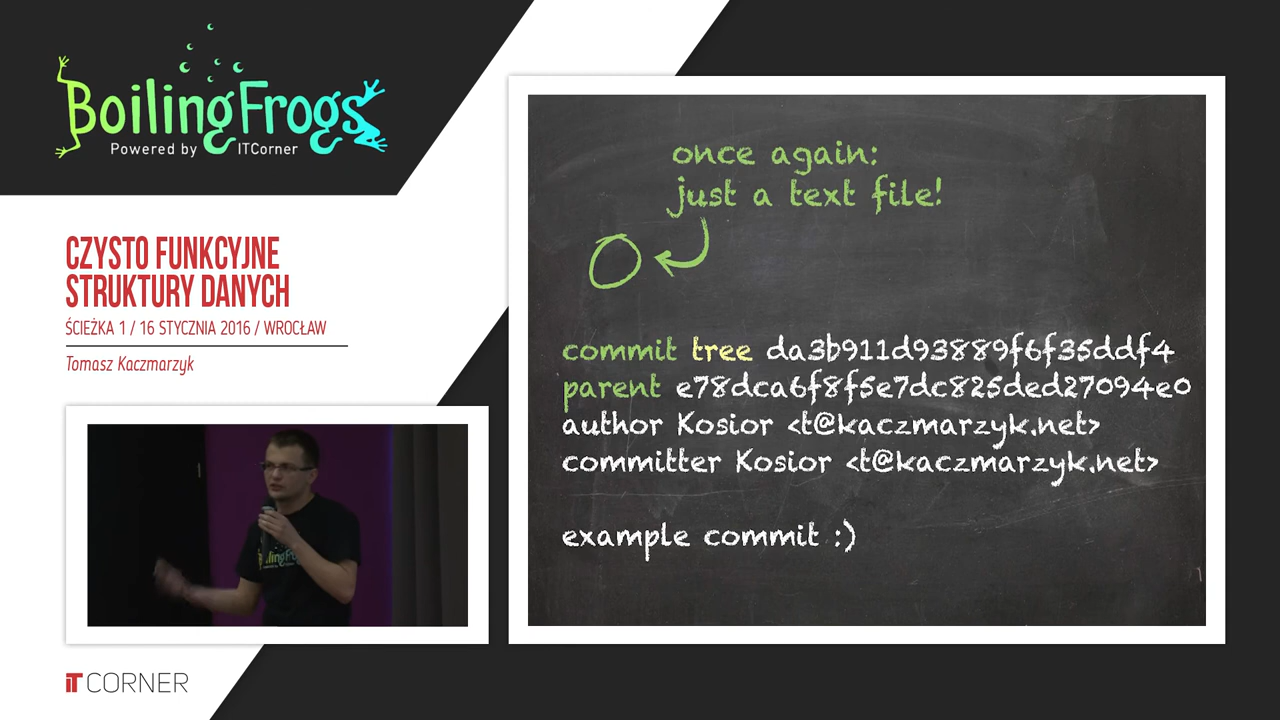 BoilingFrogs
Powered by ITCorner
CZYSTO FUNKCYJNE
STRUKTURY DANYCH
ŚCIEŻKA 1 / 16 STYCZNIA 2016 / WROCŁAW
Tomasz Kaczmarzyk
BoilingFrogs
iT CORNER
once again:
just a text file!
commit tree da3b911d93889f6f35ddf4
parent e78dca6f8f5e7dc825ded27094e0
author Kosior <t@kaczmarzyk.net>
committer Kosior <t@kaczmarzyk.net>
example commit :)